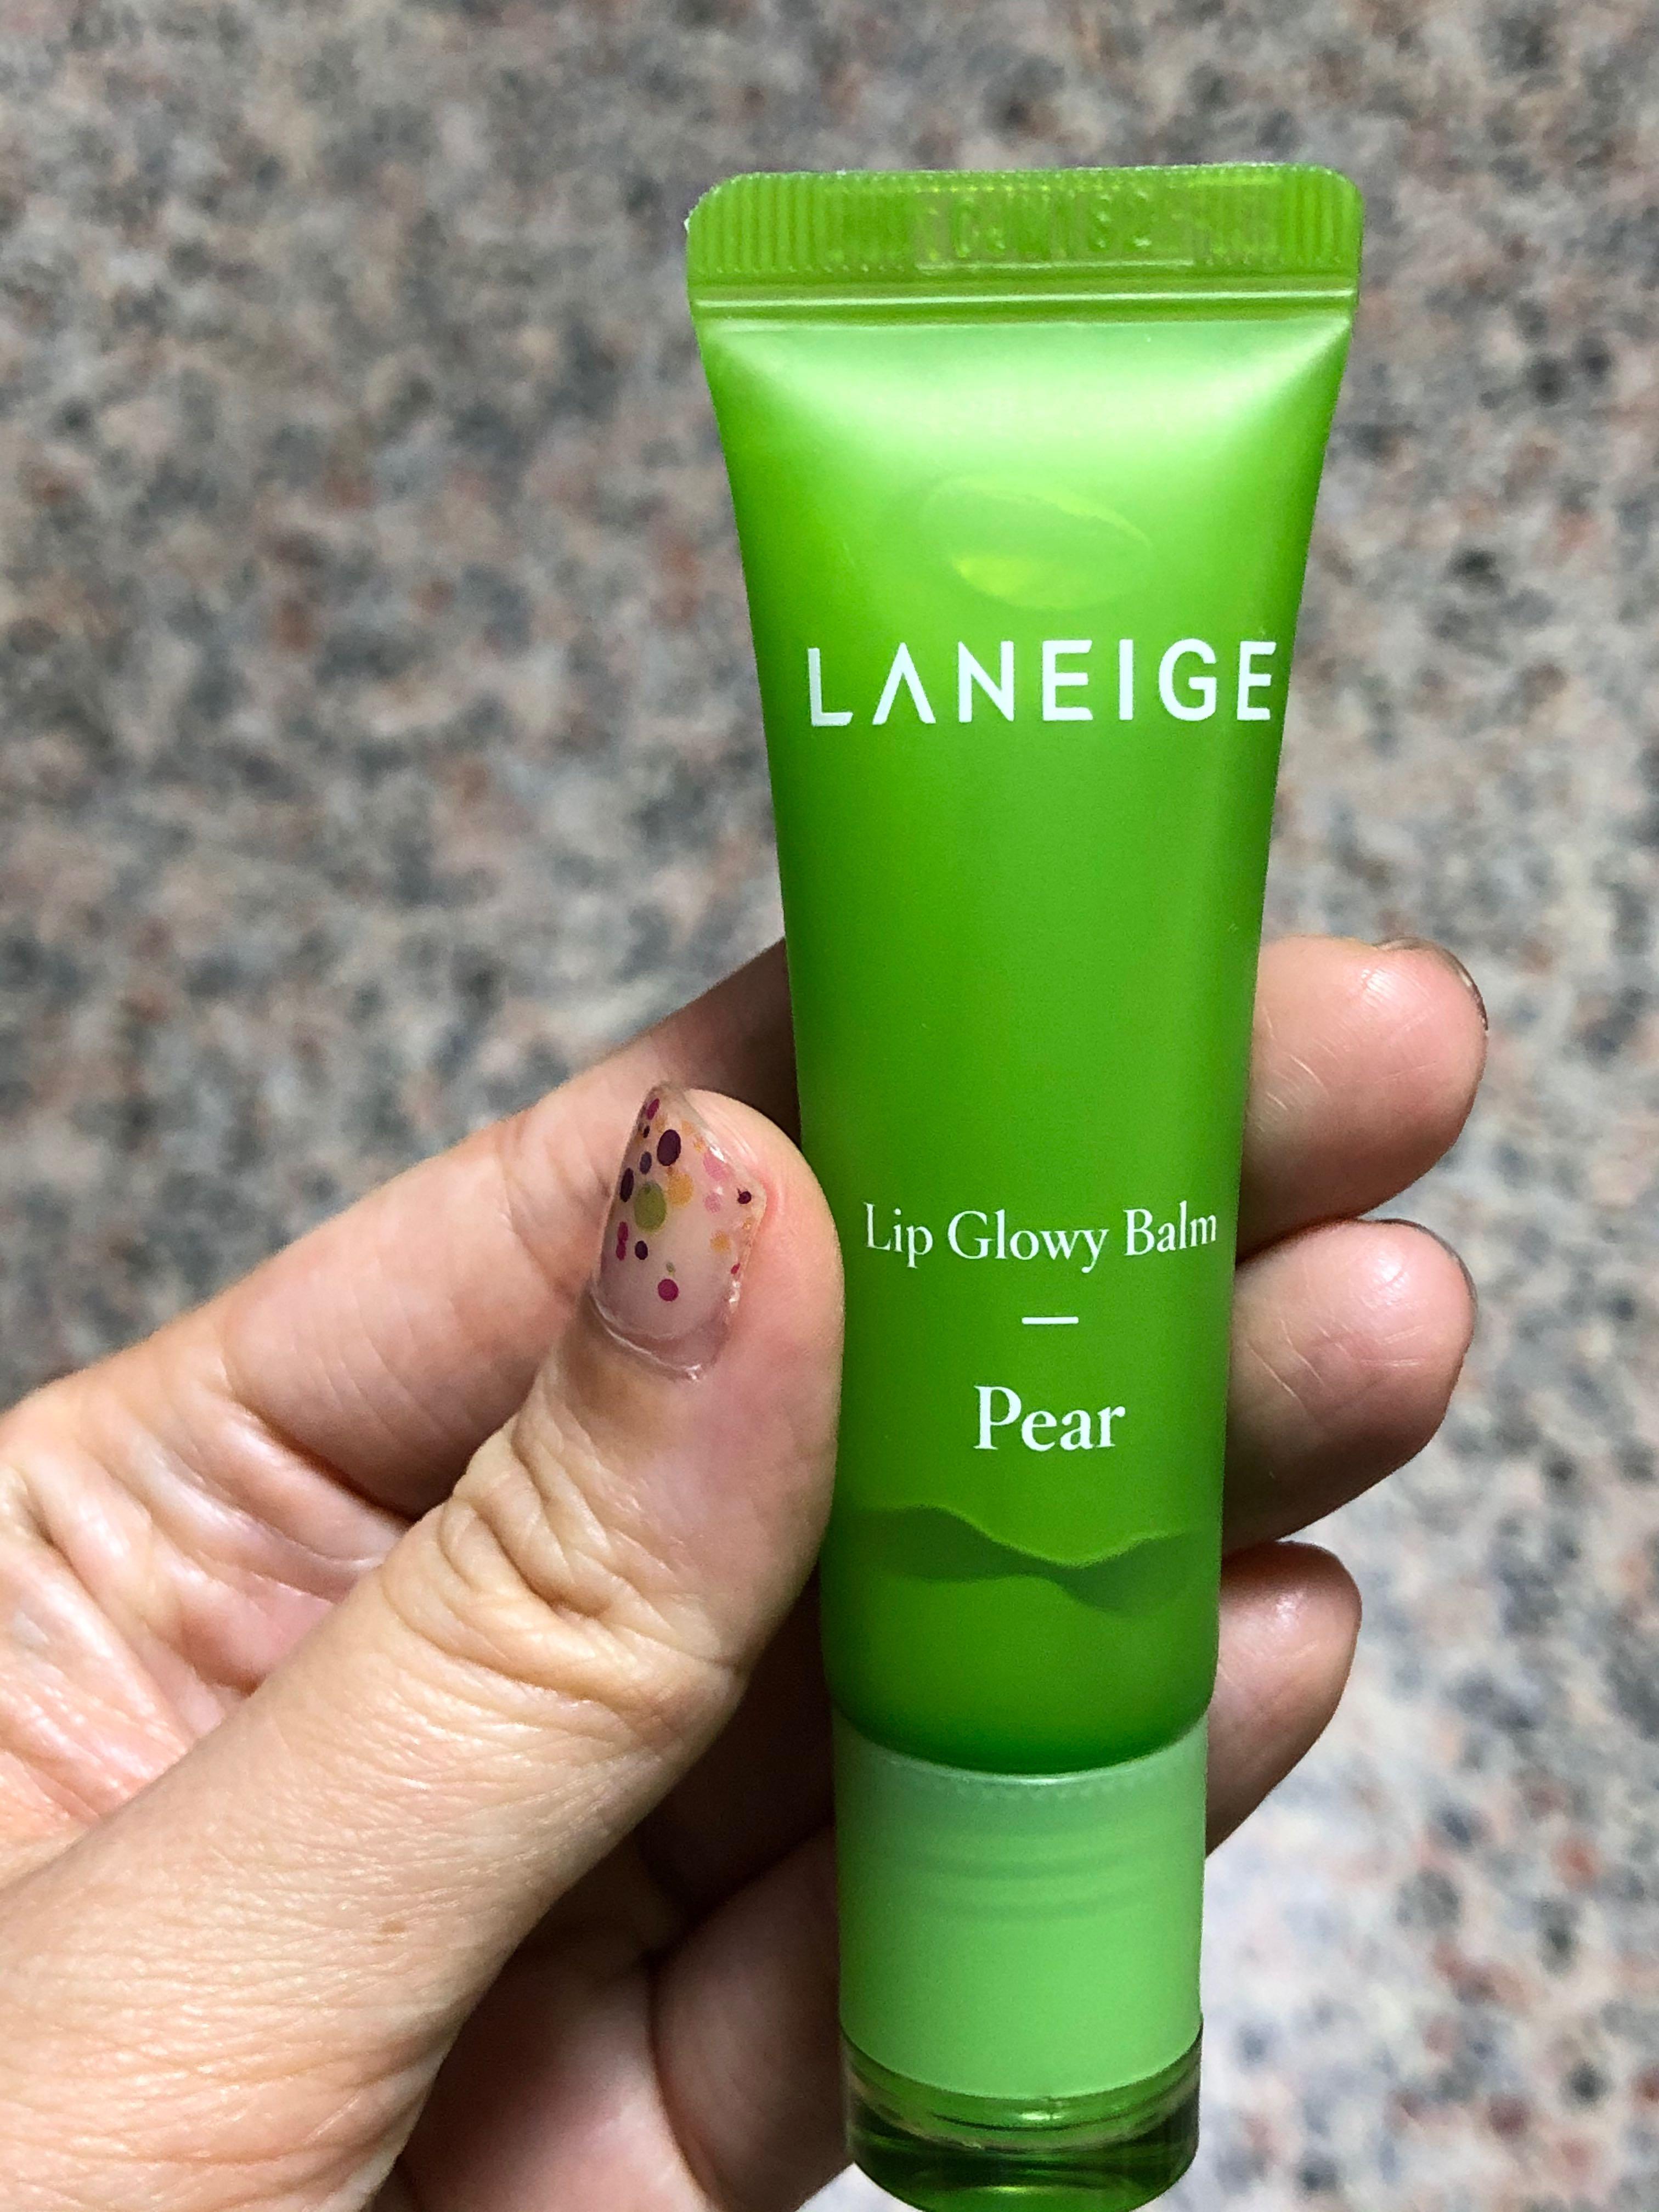 LANEIGE
Lip Glowy Balm
—
Pear